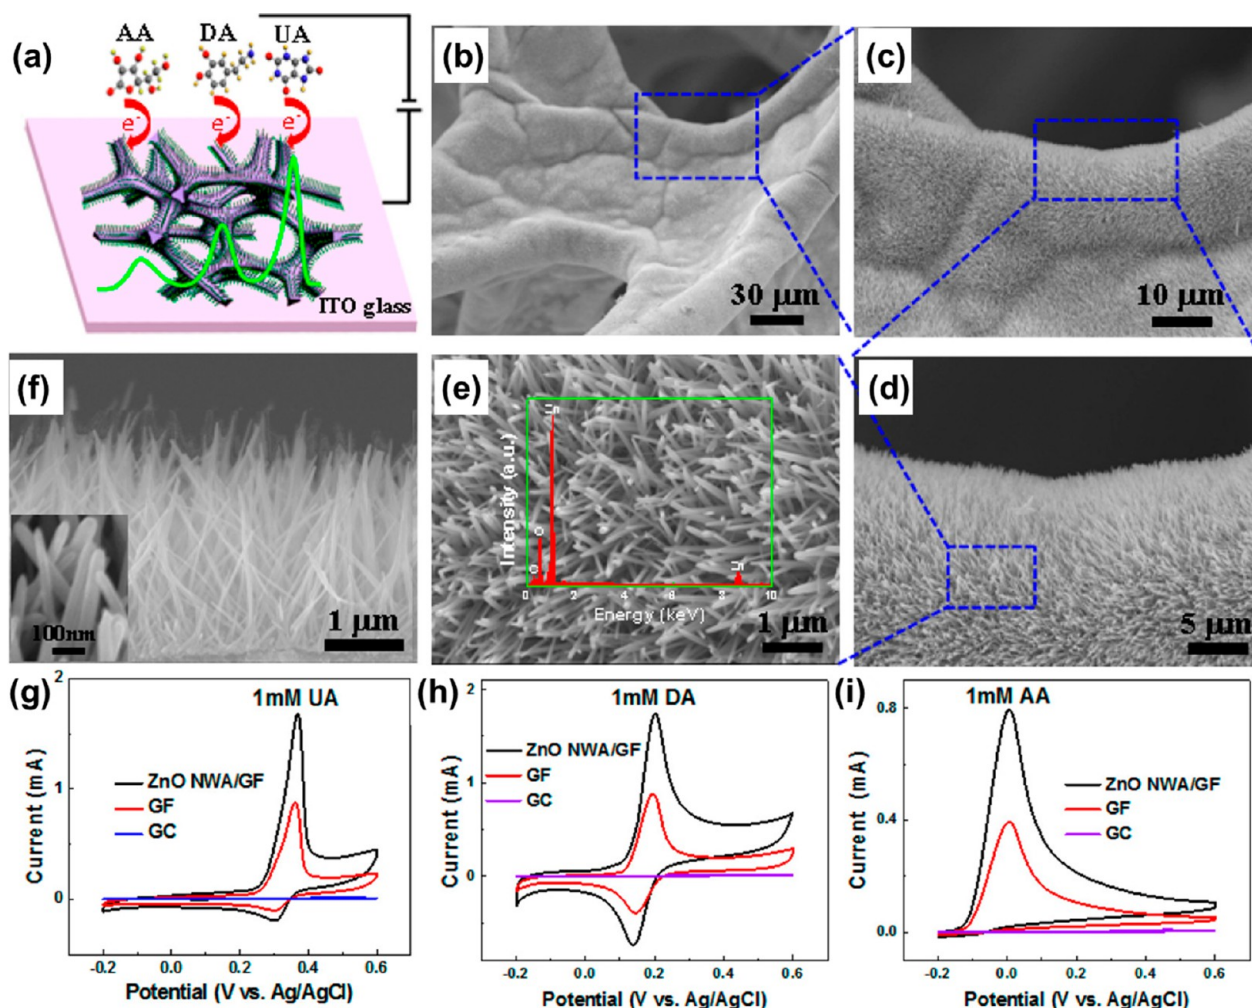 (a)
AA DA UA
e- e- e-
ITO glass
(b)
30 µm
(c)
10 µm
(f)
100nm
1 µm
(e)
Intensity (a.u.)
Zn
O
Zn
0 2 4 6 8 10
Energy (keV)
1 µm
(d)
5 µm
(g)
1mM UA
ZnO NWA/GF
GF
GC
Current (mA)
2
1
0
-0.2 0.0 0.2 0.4 0.6
Potential (V vs. Ag/AgCl)
(h)
1mM DA
ZnO NWA/GF
GF
GC
Current (mA)
2
1
0
-0.2 0.0 0.2 0.4 0.6
Potential (V vs. Ag/AgCl)
(i)
1mM AA
ZnO NWA/GF
GF
GC
Current (mA)
0.8
0.4
0.0
-0.2 0.0 0.2 0.4 0.6
Potential (V vs. Ag/AgCl)